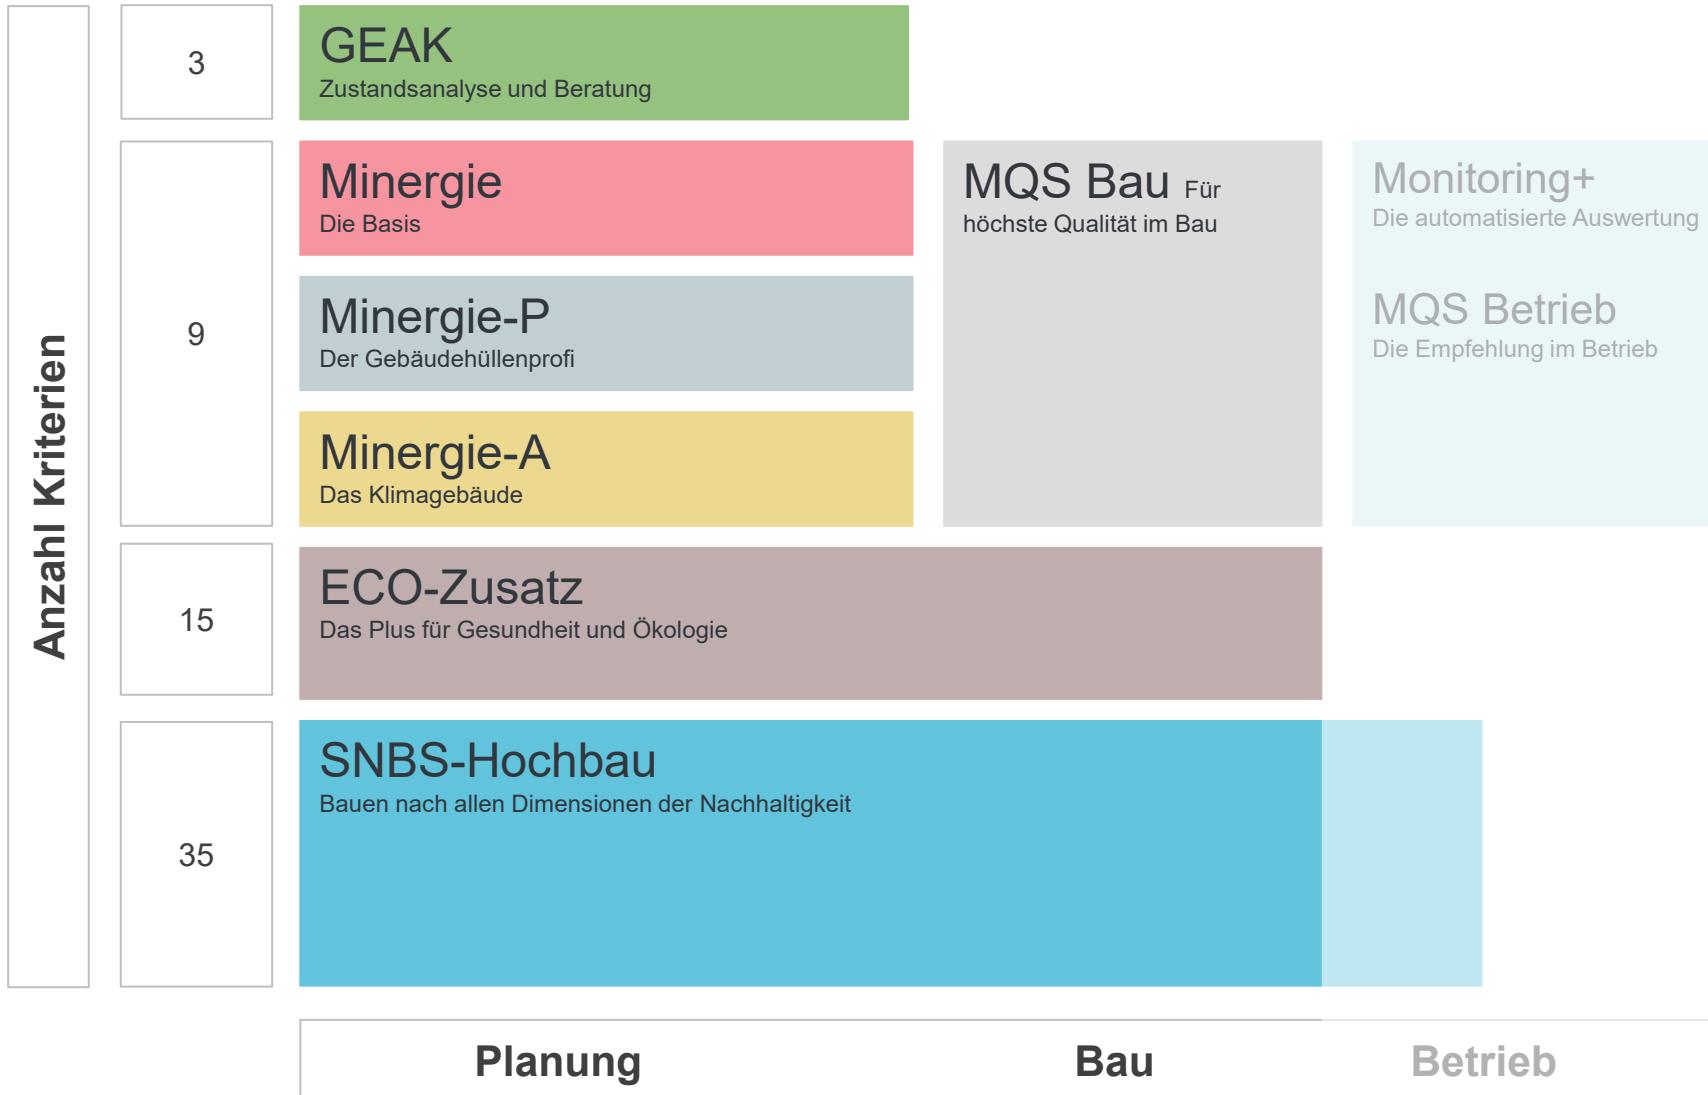 Anzahl Kriterien
3
GEAK
Zustandsanalyse und Beratung
9
Minergie
Die Basis
Minergie-P
Der Gebäudehüllenprofi
Minergie-A
Das Klimagebäude
MQS Bau Für
höchste Qualität im Bau
Monitoring+
Die automatisierte Auswertung
MQS Betrieb
Die Empfehlung im Betrieb
15
ECO-Zusatz
Das Plus für Gesundheit und Ökologie
35
SNBS-Hochbau
Bauen nach allen Dimensionen der Nachhaltigkeit
Planung
Bau
Betrieb